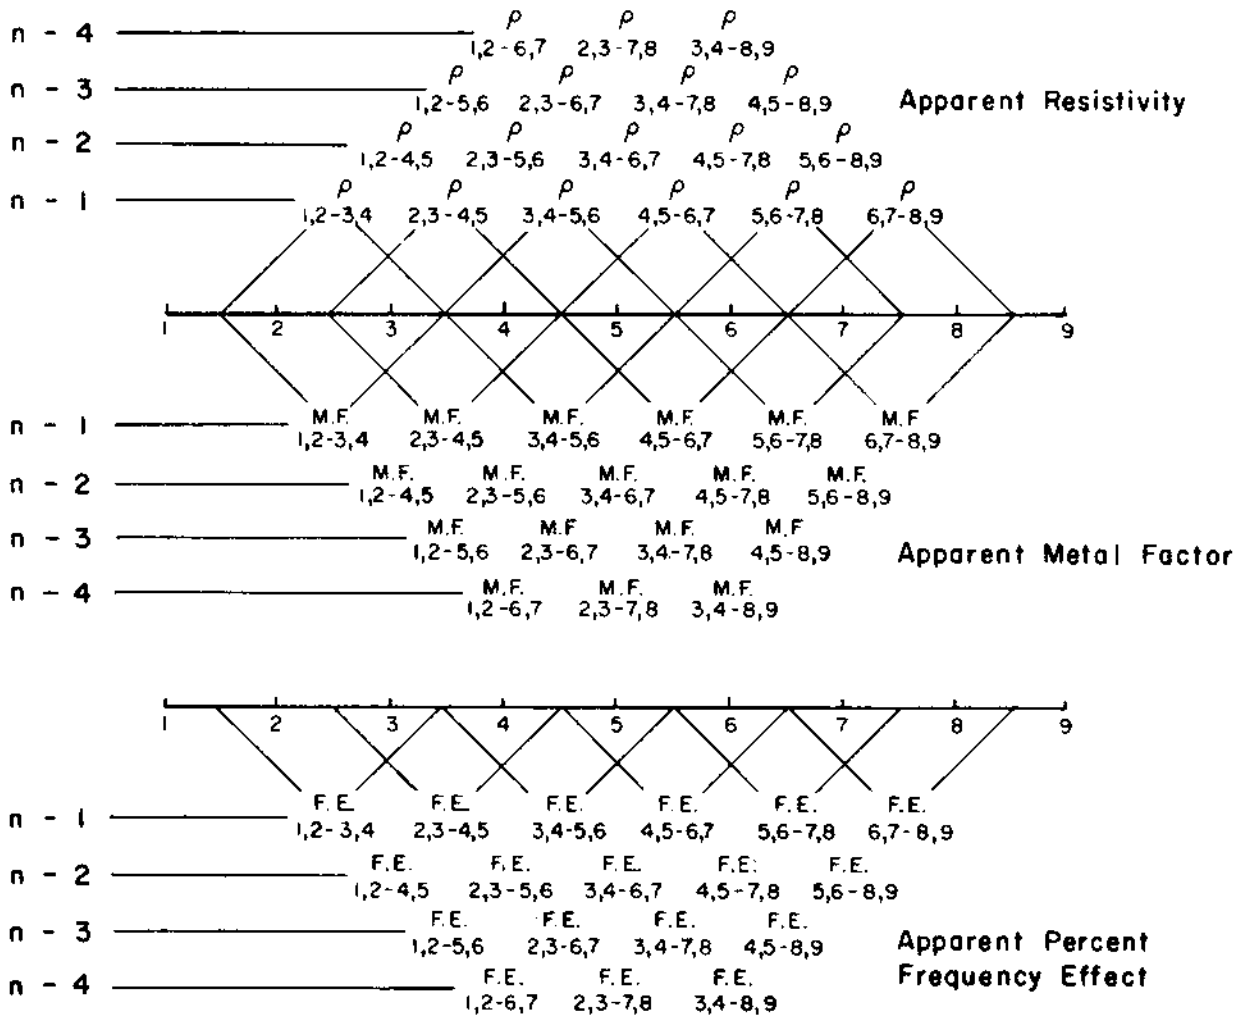 n - 4 ρ ρ ρ
1,2-6,7 2,3-7,8 3,4-8,9
n - 3 ρ ρ ρ ρ
1,2-5,6 2,3-6,7 3,4-7,8 4,5-8,9
Apparent Resistivity
n - 2 ρ ρ ρ ρ ρ
1,2-4,5 2,3-5,6 3,4-6,7 4,5-7,8 5,6-8,9
n - 1 ρ ρ ρ ρ ρ ρ
1,2-3,4 2,3-4,5 3,4-5,6 4,5-6,7 5,6-7,8 6,7-8,9
1 2 3 4 5 6 7 8 9
n - 1 M.F. M.F. M.F. M.F. M.F. M.F
1,2-3,4 2,3-4,5 3,4-5,6 4,5-6,7 5,6-7,8 6,7-8,9
n - 2 M.F. M.F. M.F. M.F. M.F.
1,2-4,5 2,3-5,6 3,4-6,7 4,5-7,8 5,6-8,9
n - 3 M.F. M.F M.F. M.F
1,2-5,6 2,3-6,7 3,4-7,8 4,5-8,9
Apparent Metal Factor
n - 4 M.F. M.F. M.F.
1,2-6,7 2,3-7,8 3,4-8,9
1 2 3 4 5 6 7 8 9
n - 1 F.E. F.E. F.E. F.E. F.E. F.E.
1,2-3,4 2,3-4,5 3,4-5,6 4,5-6,7 5,6-7,8 6,7-8,9
n - 2 F.E. F.E. F.E. F.E. F.E.
1,2-4,5 2,3-5,6 3,4-6,7 4,5-7,8 5,6-8,9
n - 3 F.E. F.E. F.E. F.E.
1,2-5,6 2,3-6,7 3,4-7,8 4,5-8,9
Apparent Percent
Frequency Effect
n - 4 F.E. F.E. F.E.
1,2-6,7 2,3-7,8 3,4-8,9